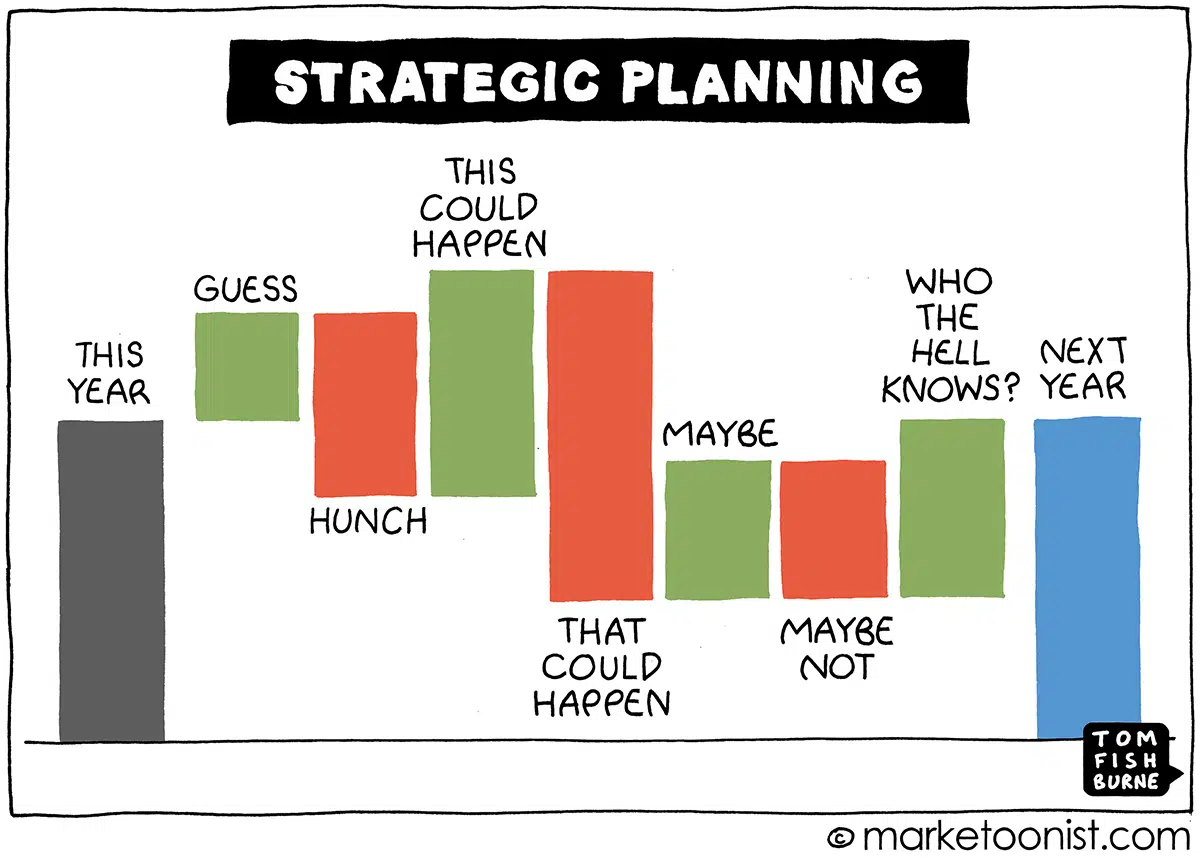 STRATEGIC PLANNING
THIS
YEAR
GUESS
HUNCH
THIS
COULD
HAPPEN
THAT
COULD
HAPPEN
MAYBE
MAYBE
NOT
WHO
THE
HELL
KNOWS?
NEXT
YEAR
TOM
FISH
BURNE
© marketoonist.com